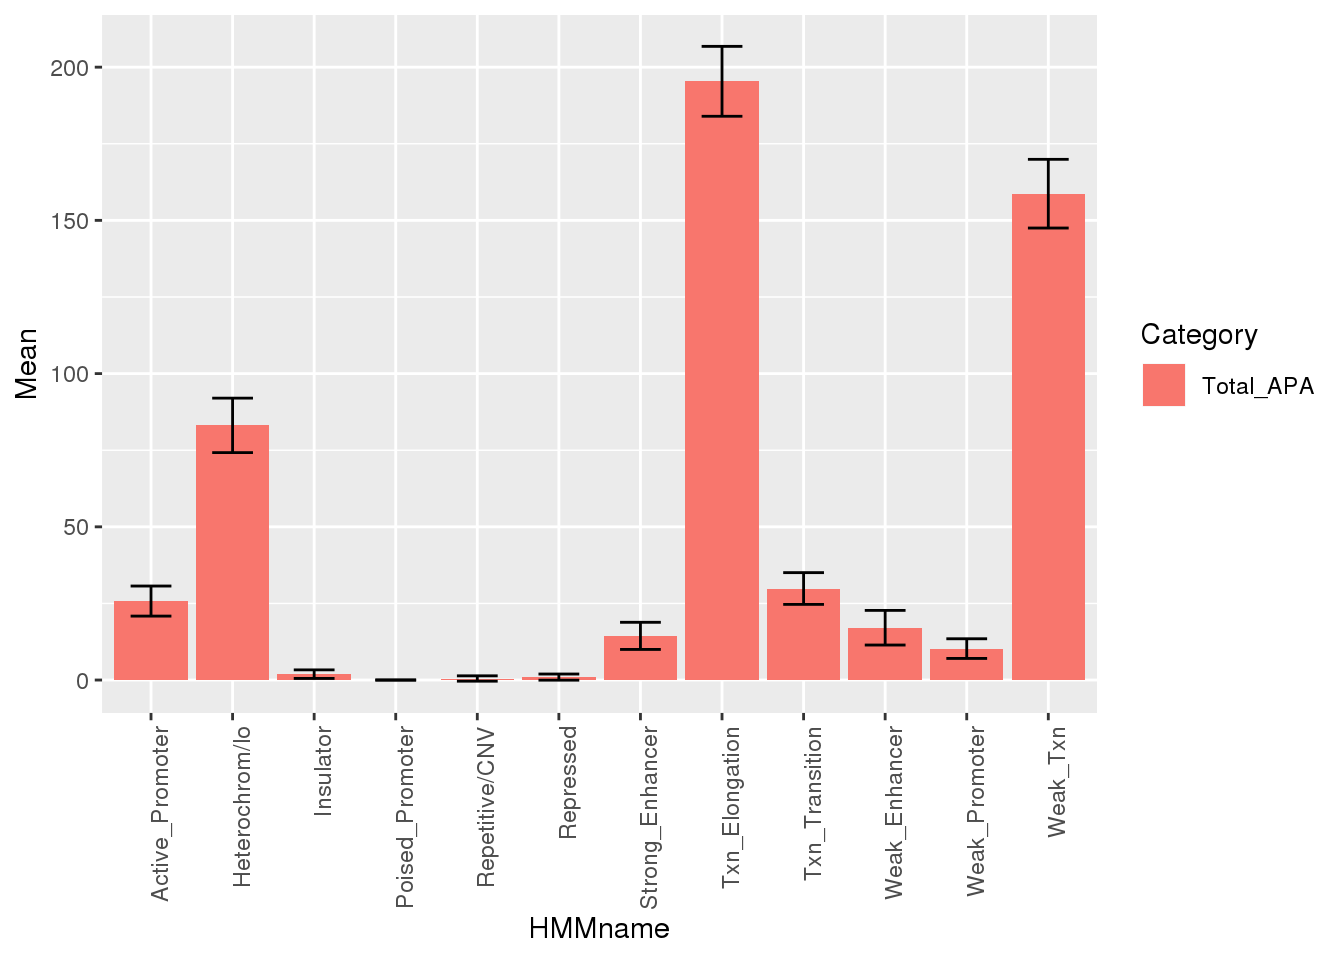 200
150
100
50
0
Mean
Active_Promoter
Heterochrom/lo
Insulator
Poised_Promoter
Repetitive/CNV
Repressed
Strong_Enhancer
Txn_Elongation
Txn_Transition
Weak_Enhancer
Weak_Promoter
Weak_Txn
HMMname
Category
Total_APA